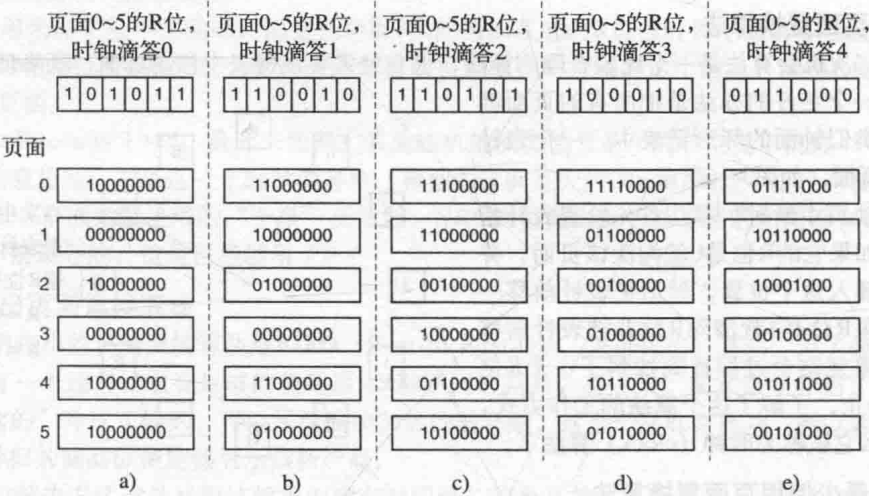 页面0~5的R位， 页面0~5的R位， 页面0~5的R位， 页面0~5的R位， 页面0~5的R位，
时钟滴答0 时钟滴答1 时钟滴答2 时钟滴答3 时钟滴答4
1 0 1 0 1 1 1 1 0 0 1 0 1 1 0 1 0 1 1 0 0 0 1 0 0 1 1 0 0 0
页面
0 10000000 11000000 11100000 11110000 01111000
1 00000000 10000000 11000000 01100000 10110000
2 10000000 01000000 00100000 00100000 10001000
3 00000000 00000000 10000000 01000000 00100000
4 10000000 11000000 01100000 10110000 01011000
5 10000000 01000000 10100000 01010000 00101000
a) b) c) d) e)